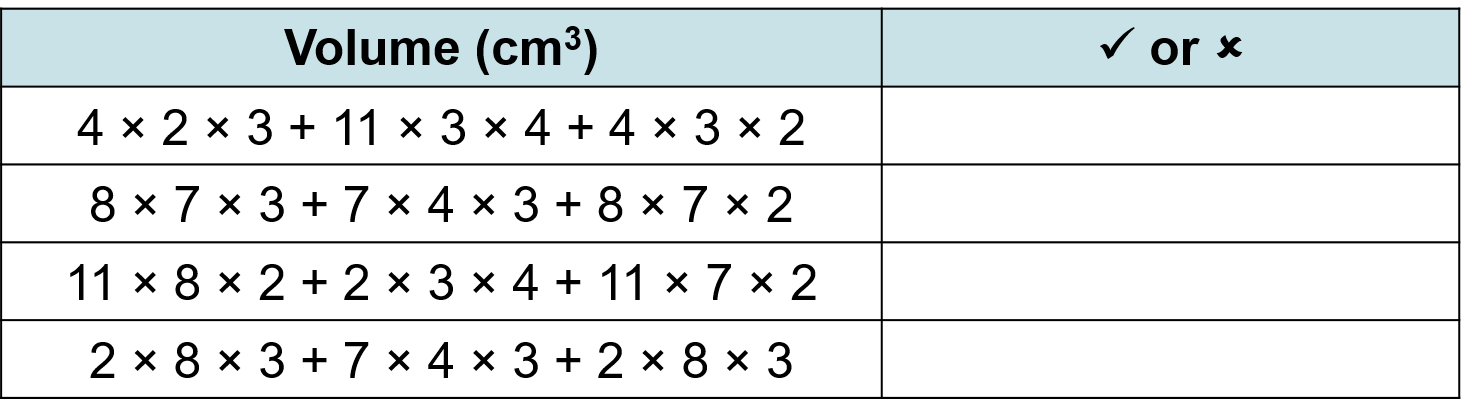 Volume (cm³) ✓ or ✘
4 × 2 × 3 + 11 × 3 × 4 + 4 × 3 × 2
8 × 7 × 3 + 7 × 4 × 3 + 8 × 7 × 2
11 × 8 × 2 + 2 × 3 × 4 + 11 × 7 × 2
2 × 8 × 3 + 7 × 4 × 3 + 2 × 8 × 3